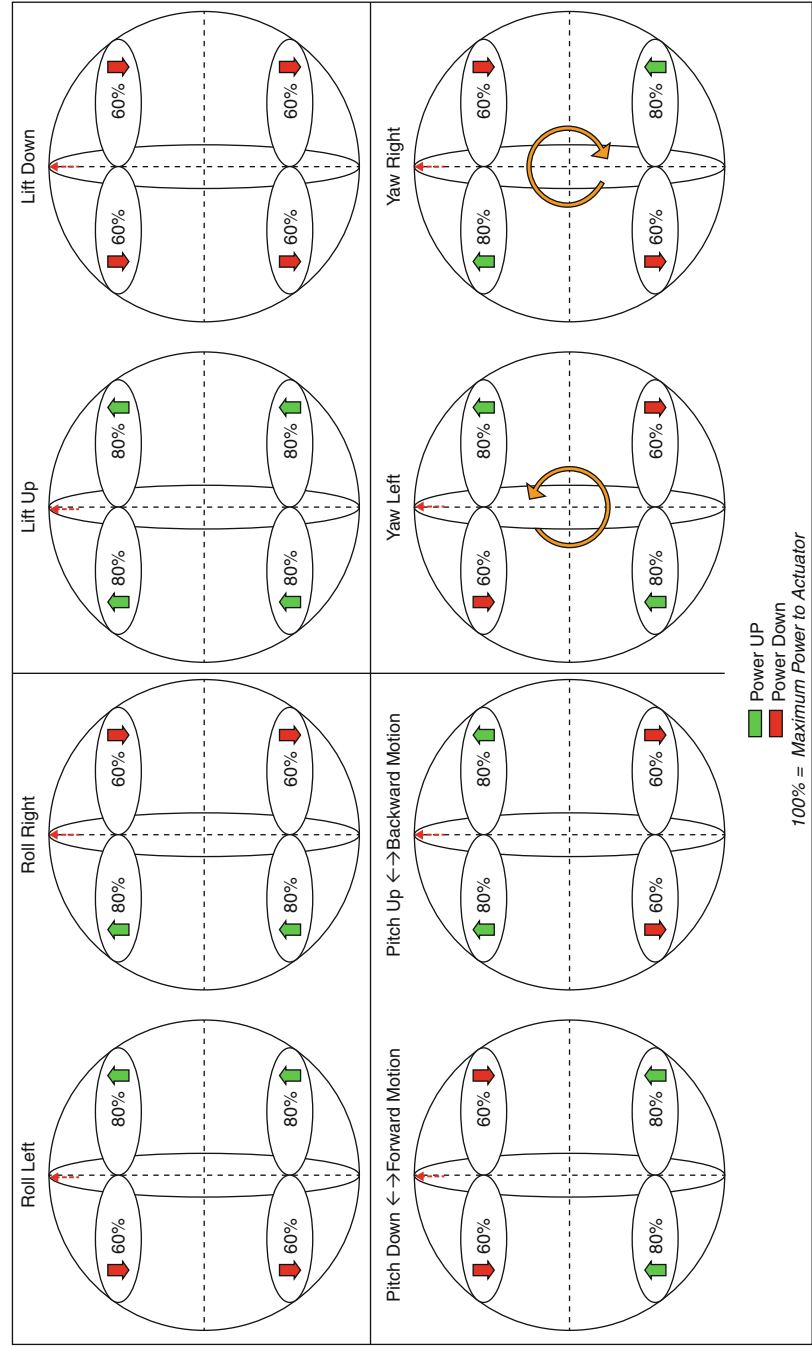 Roll Left
60% 80%
60% 80%
Roll Right
80% 60%
80% 60%
Lift Up
80% 80%
80% 80%
Lift Down
60% 60%
60% 60%
Pitch Down ←→Forward Motion
60% 60%
80% 80%
Pitch Up ←→Backward Motion
80% 80%
60% 60%
Yaw Left
60% 80%
80% 60%
Yaw Right
80% 60%
60% 80%
Power UP
Power Down
100% = Maximum Power to Actuator